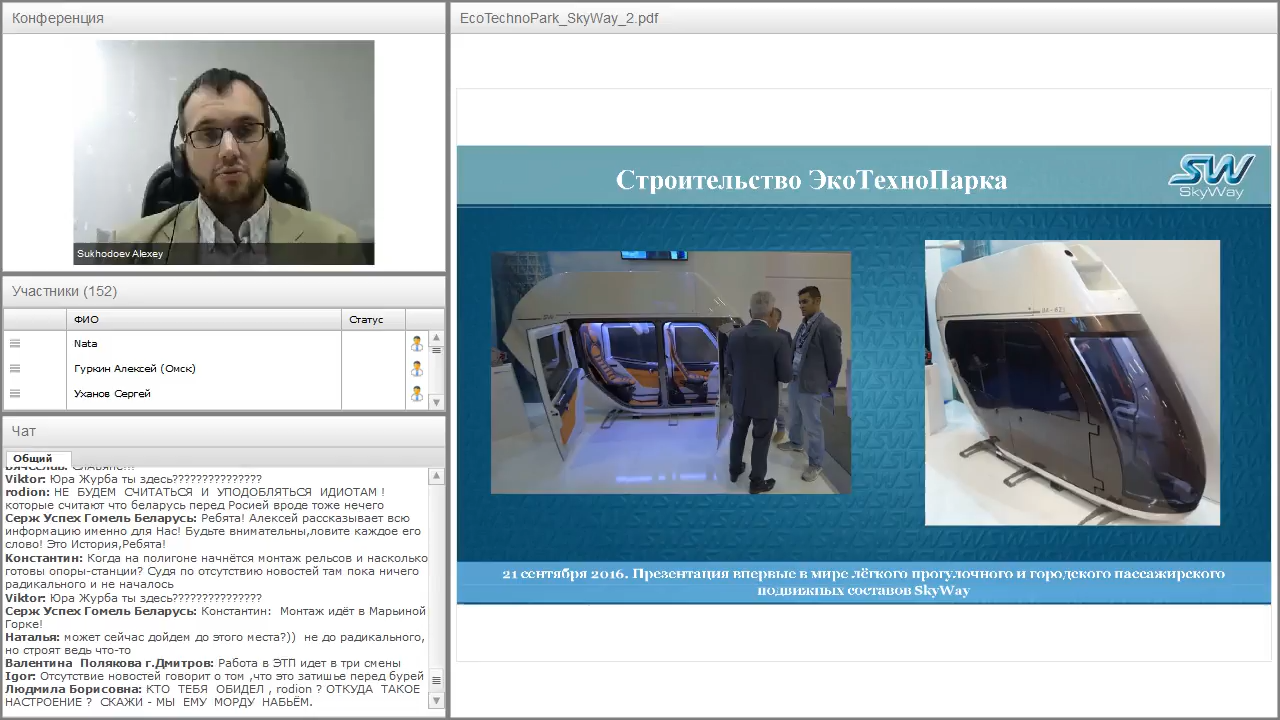 Конференция
Sukhodoev Alexey
Участники (152)
ФИО
Статус
Nata
Гуркин Алексей (Омск)
Уханов Сергей
Чат
Общий
Viktor: Юра Журба ты здесь???????????????
rodion: НЕ БУДЕМ СЧИТАТЬСЯ И УПОДОБЛЯТЬСЯ ИДИОТАМ !
которые считают что беларусь перед Росией вроде тоже нечего
Серж Успех Гомель Беларусь: Ребята! Алексей рассказывает всю
информацию именно для Нас! Будьте внимательны,ловите каждое его
слово! Это История,Ребята!
Константин: Когда на полигоне начнётся монтаж рельсов и насколько
готовы опоры-станции? Судя по отсутствию новостей там пока ничего
радикального и не началось
Viktor: Юра Журба ты здесь???????????????
Серж Успех Гомель Беларусь: Константин: Монтаж идёт в Марьиной
Горке!
Наталья: может сейчас дойдем до этого места?)) не до радикального,
но строят ведь что-то
Валентина Полякова г.Дмитров: Работа в ЭТП идет в три смены
Igor: Отсутствие новостей говорит о том ,что это затишье перед бурей
Людмила Борисовна: КТО ТЕБЯ ОБИДЕЛ , rodion ? ОТКУДА ТАКОЕ
НАСТРОЕНИЕ ? СКАЖИ - МЫ ЕМУ МОРДУ НАБЬЁМ.
EcoTechnoPark_SkyWay_2.pdf
Строительство ЭкоТехноПарка
SW
SkyWay
21 сентября 2016. Презентация впервые в мире лёгкого прогулочного и городского пассажирского
подвижных составов SkyWay